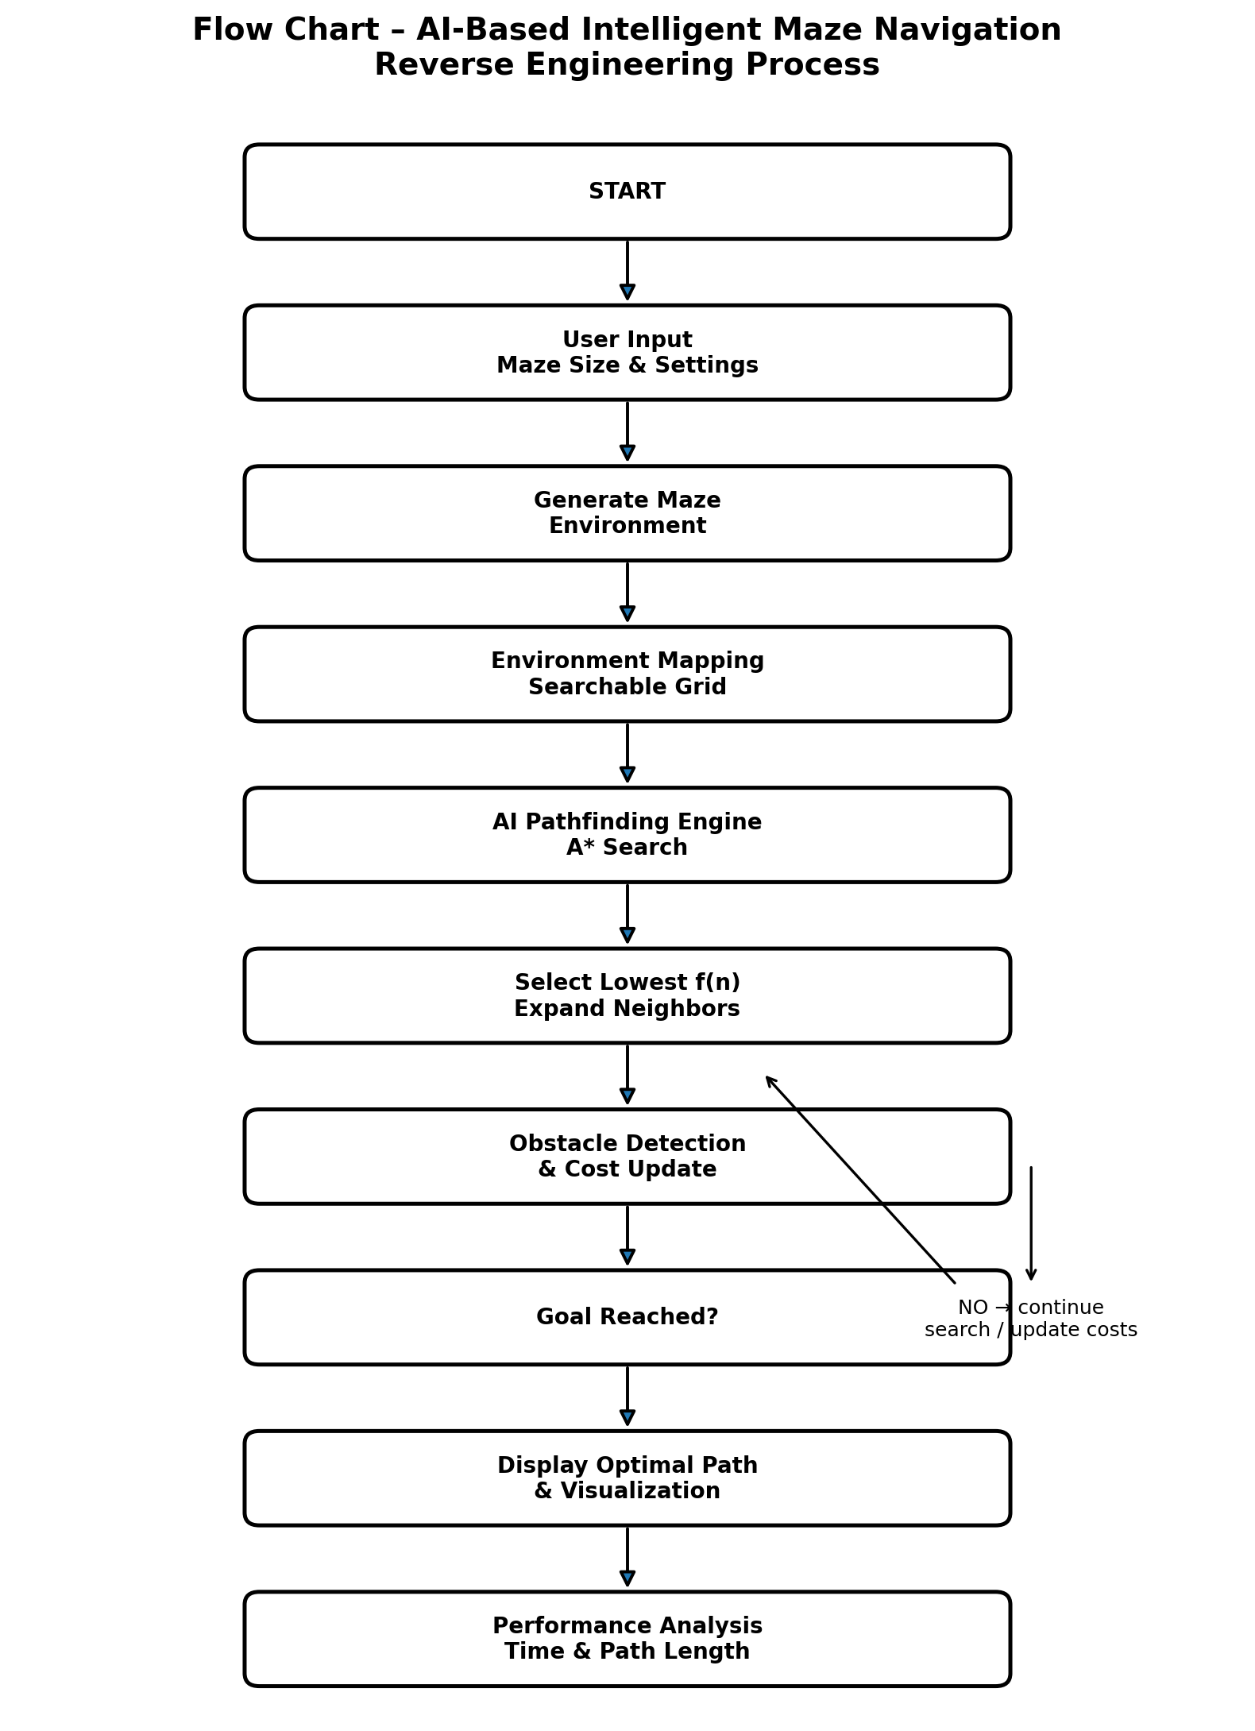 Flow Chart – AI-Based Intelligent Maze Navigation
Reverse Engineering Process
START
User Input
Maze Size & Settings
Generate Maze
Environment
Environment Mapping
Searchable Grid
AI Pathfinding Engine
A* Search
Select Lowest f(n)
Expand Neighbors
Obstacle Detection
& Cost Update
Goal Reached?
NO → continue
search / update costs
Display Optimal Path
& Visualization
Performance Analysis
Time & Path Length